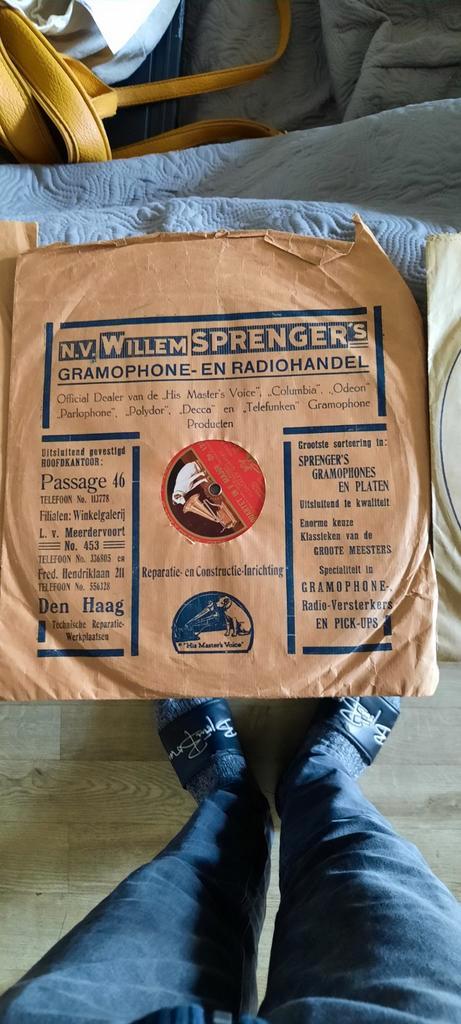 N.V. WILLEM SPRENGER'S
GRAMOPHONE- EN RADIOHANDEL
Official Dealer van de „His Master's Voice", „Columbia", „Odeon"
„Parlophone", „Polydor", „Decca" en „Telefunken" Gramophone
Producten
Uitsluitend gevestigd
HOOFDKANTOOR:
Passage 46
TELEFOON No. 113778
Filialen: Winkelgalerij
L. v. Meerdervoort
No. 453
TELEFOON No. 336805 en
Fred. Hendriklaan 211
TELEFOON No. 556328
Den Haag
Technische Reparatie-
Werkplaatsen
Reparatie- en Constructie-Inrichting
"His Master's Voice"
Grootste sorteering in:
SPRENGER'S
GRAMOPHONES
EN PLATEN
Uitsluitend 1e kwaliteit
Enorme keuze
Klassieken van de
GROOTE MEESTERS
Specialiteit in
GRAMOPHONE-
Radio-Versterkers
EN PICK-UPS